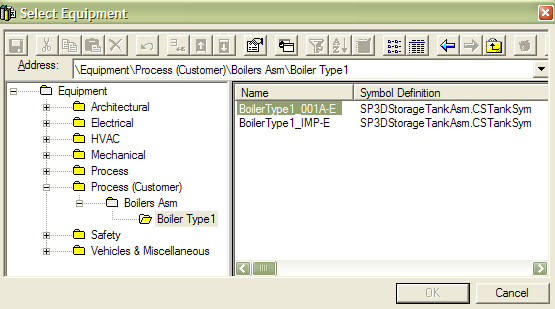 Select Equipment
Address: \Equipment\Process (Customer)\Boilers Asm\Boiler Type1
Equipment
Architectural
Electrical
HVAC
Mechanical
Process
Process (Customer)
Boilers Asm
Boiler Type1
Safety
Vehicles & Miscellaneous
Name Symbol Definition
BoilerType1_001A-E SP3DStorageTankAsm.CSTankSym
BoilerType1_IMP-E SP3DStorageTankAsm.CSTankSym
OK Cancel